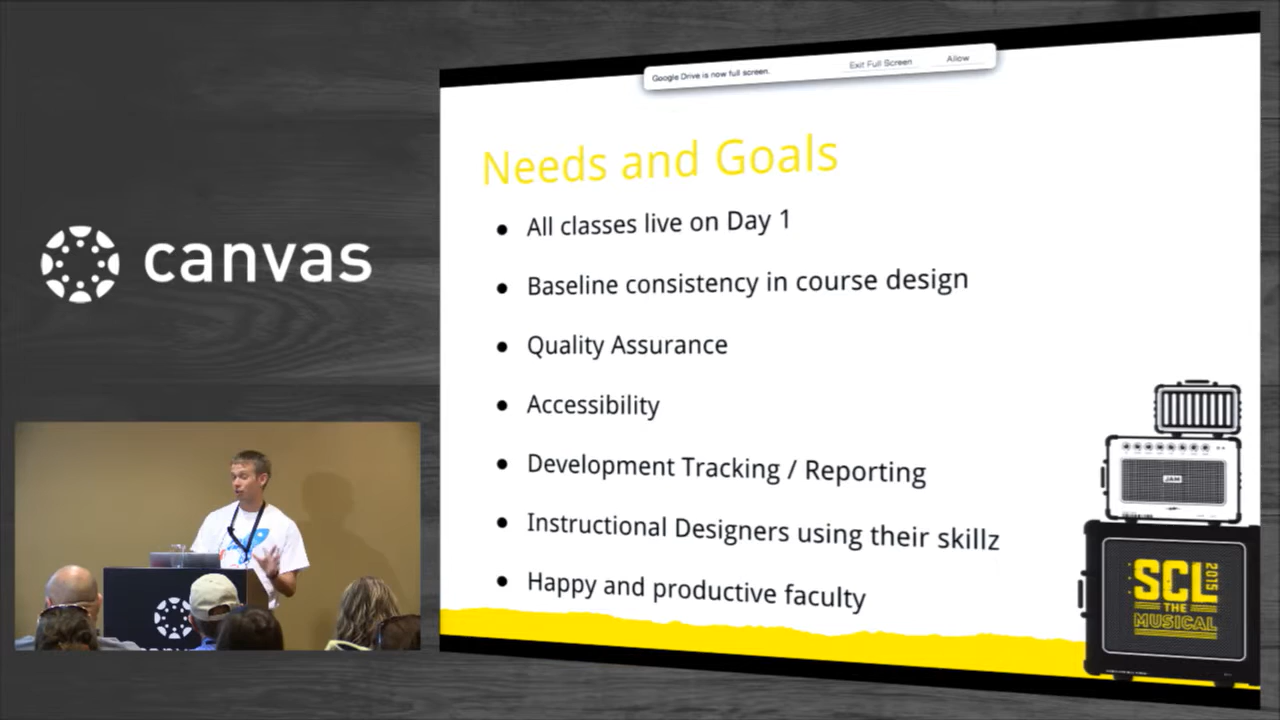 Google Drive is now full screen.
Exit Full Screen
Allow
Needs and Goals
All classes live on Day 1
Baseline consistency in course design
Quality Assurance
Accessibility
Development Tracking / Reporting
Instructional Designers using their skillz
Happy and productive faculty
canvas
JAM
SCL
2015
THE
MUSICAL